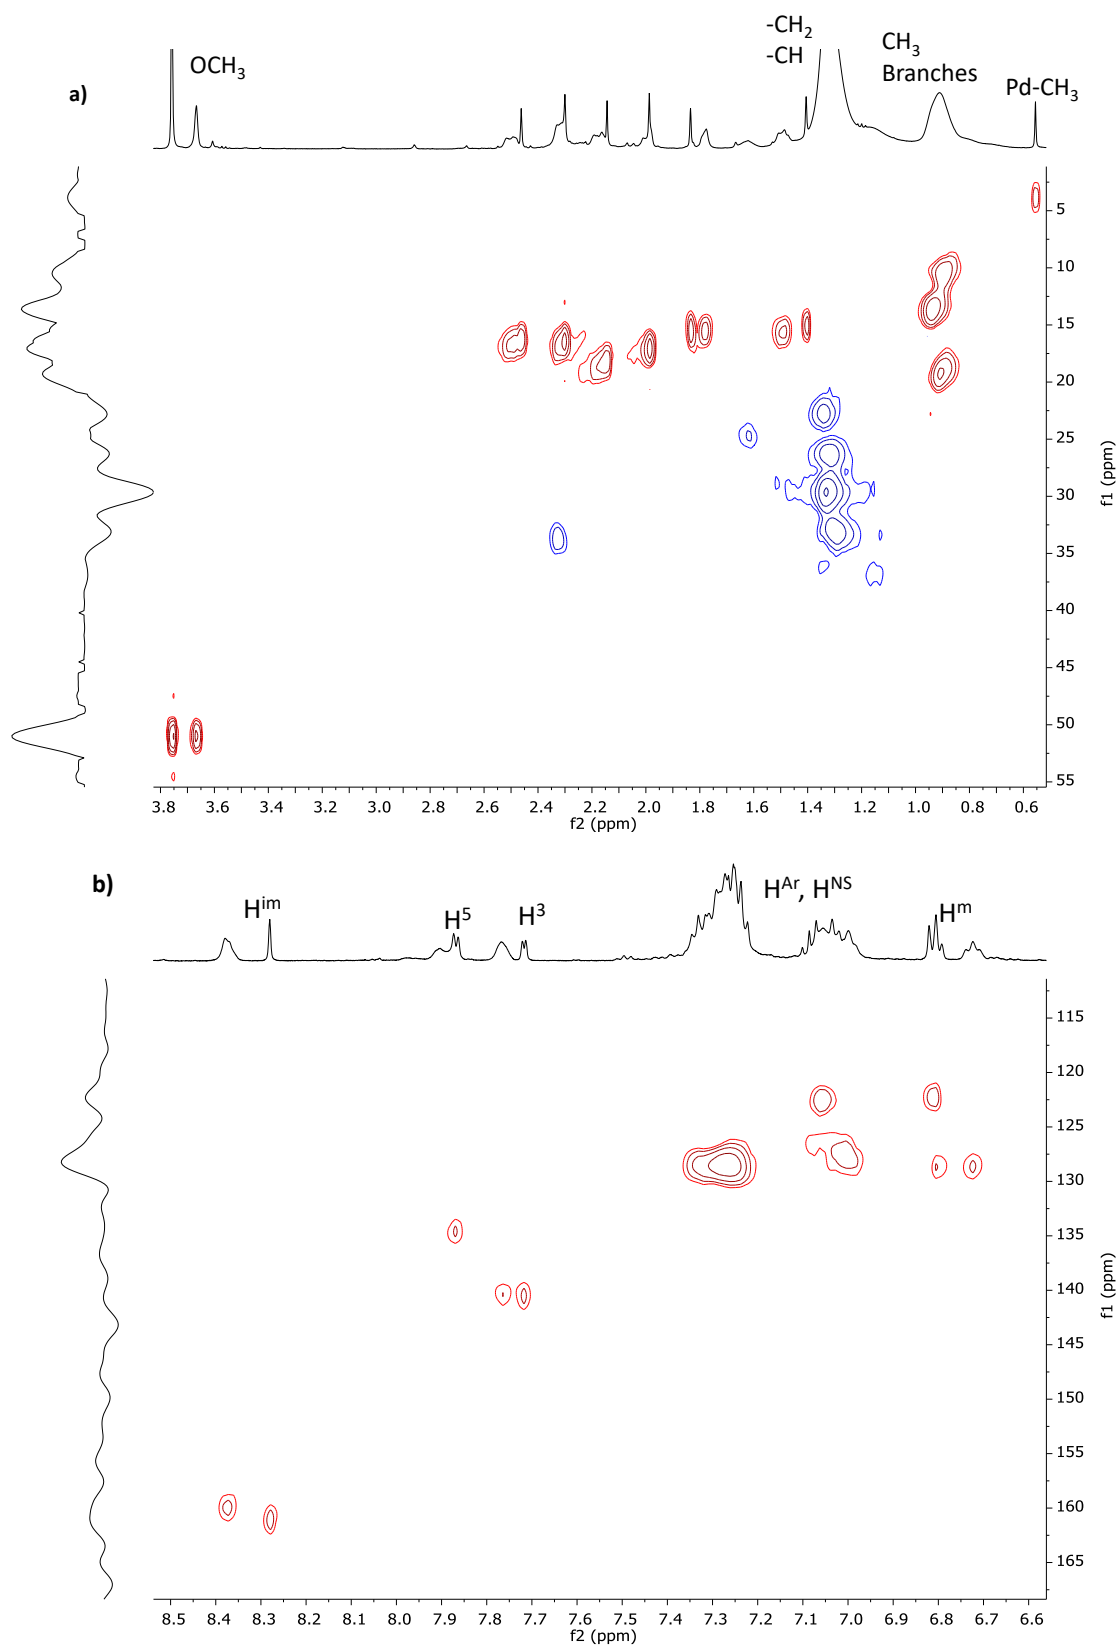 a)
OCH₃
-CH₂
-CH
CH₃
Branches
Pd-CH₃
5
10
15
20
25
30
35
40
45
50
55
f1 (ppm)
3.8 3.6 3.4 3.2 3.0 2.8 2.6 2.4 2.2 2.0 1.8 1.6 1.4 1.2 1.0 0.8 0.6
f2 (ppm)
b)
Hⁱᵐ
H⁵
H³
Hᴬʳ, Hᴺˢ
Hᵐ
115
120
125
130
135
140
145
150
155
160
165
f1 (ppm)
8.5 8.4 8.3 8.2 8.1 8.0 7.9 7.8 7.7 7.6 7.5 7.4 7.3 7.2 7.1 7.0 6.9 6.8 6.7 6.6
f2 (ppm)